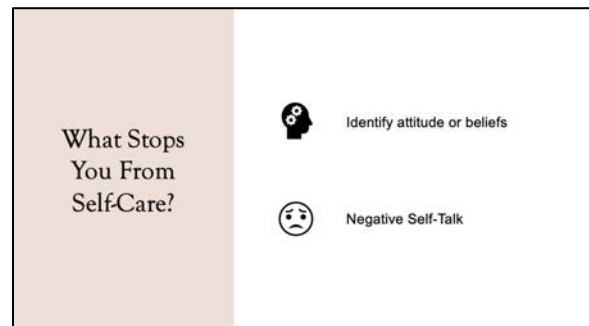 What Stops
You From
Self-Care?
Identify attitude or beliefs
Negative Self-Talk